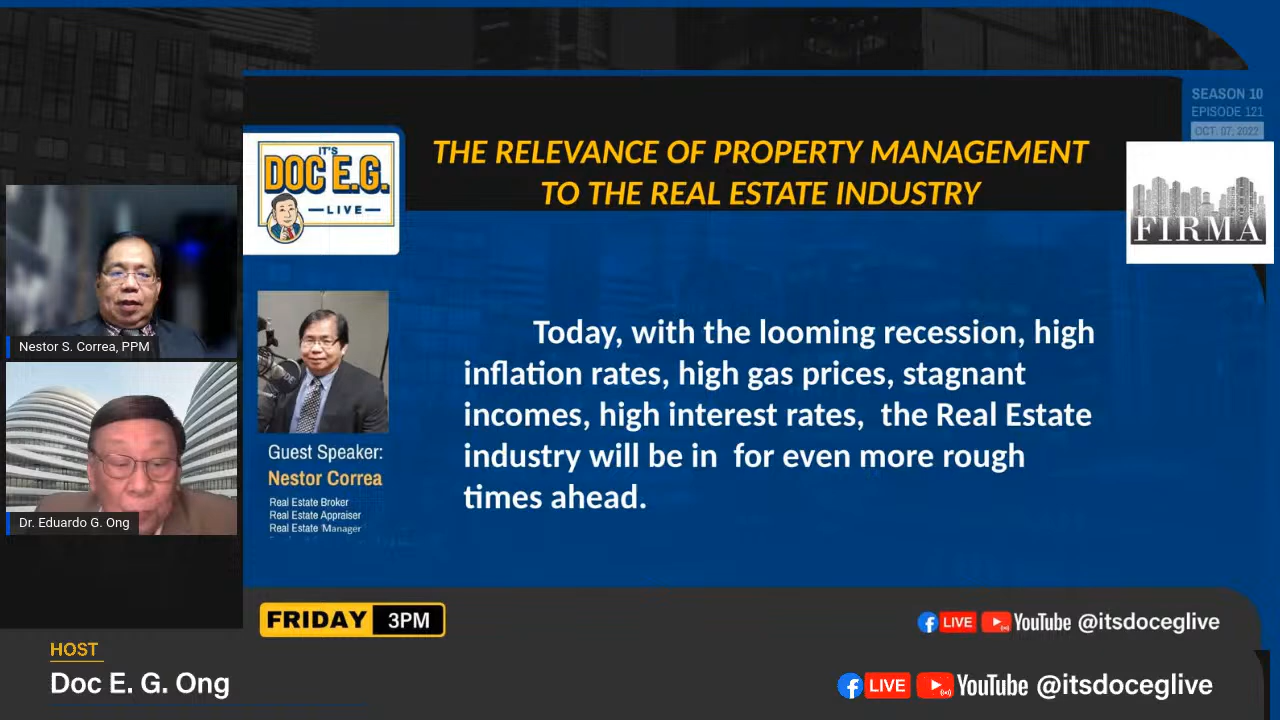 SEASON 10
EPISODE 121
OCT. 07, 2022
IT'S
DOC E.G.
LIVE
THE RELEVANCE OF PROPERTY MANAGEMENT
TO THE REAL ESTATE INDUSTRY
FIRMA
Nestor S. Correa, PPM
Dr. Eduardo G. Ong
Guest Speaker:
Nestor Correa
Real Estate Broker
Real Estate Appraiser
Real Estate Manager
Today, with the looming recession, high
inflation rates, high gas prices, stagnant
incomes, high interest rates, the Real Estate
industry will be in for even more rough
times ahead.
FRIDAY 3PM
LIVE YouTube @itsdoceglive
HOST
Doc E. G. Ong
LIVE YouTube @itsdoceglive